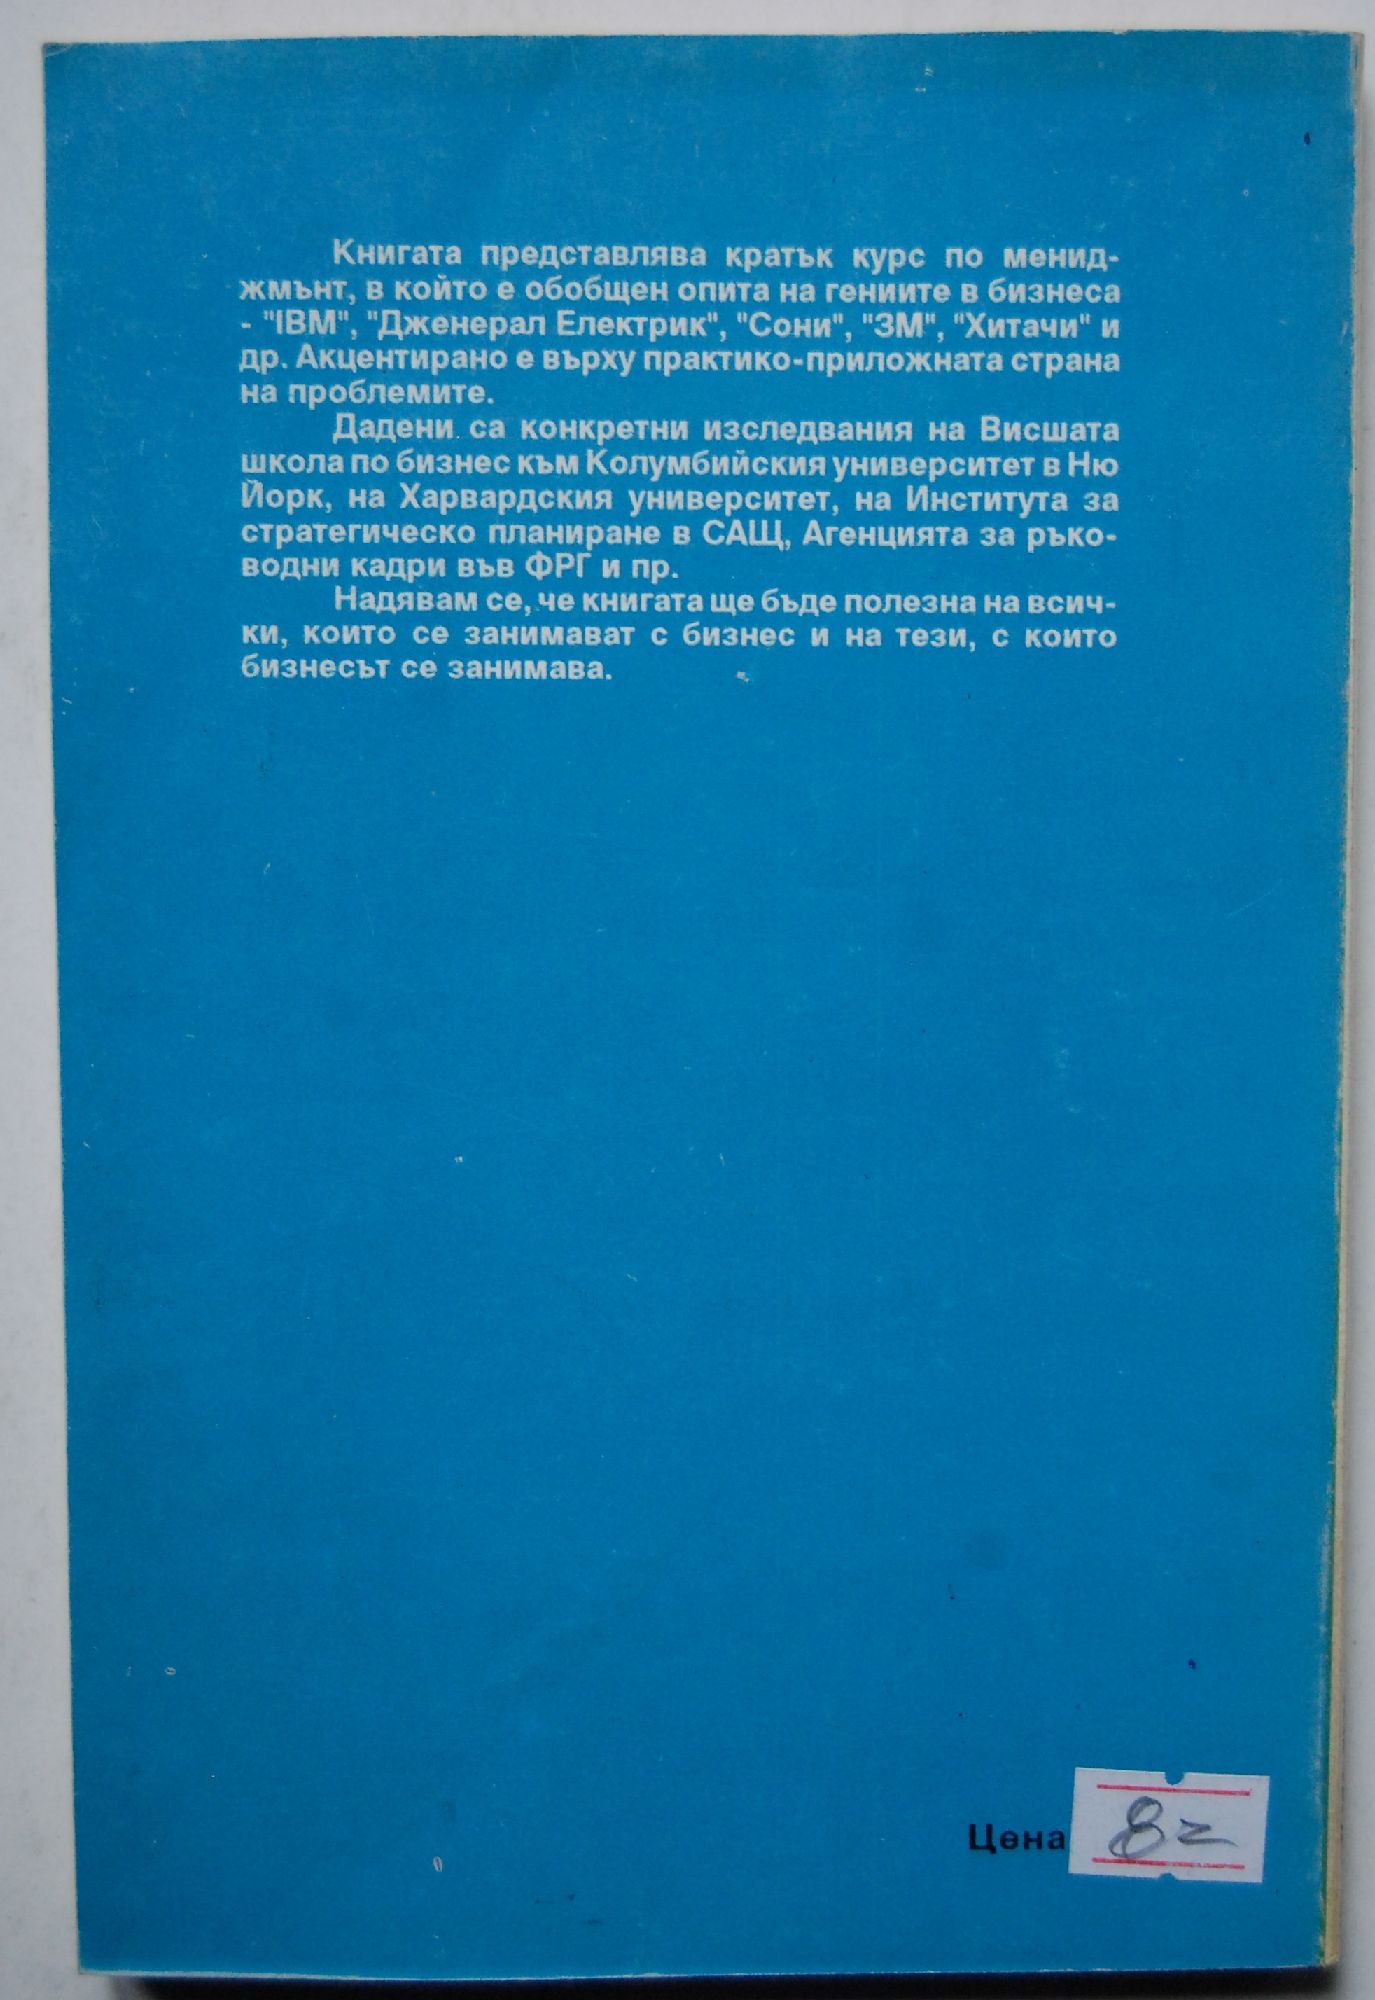 Книгата представлява кратък курс по менид-
жмънт, в който е обобщен опита на гениите в бизнеса
- "IBM", "Дженерал Електрик", "Сони", "3М", "Хитачи" и
др. Акцентирано е върху практико-приложната страна
на проблемите.
Дадени са конкретни изследвания на Висшата
школа по бизнес към Колумбийския университет в Ню
Йорк, на Харвардския университет, на Института за
стратегическо планиране в САЩ, Агенцията за ръко-
водни кадри във ФРГ и пр.
Надявам се, че книгата ще бъде полезна на всич-
ки, които се занимават с бизнес и на тези, с които
бизнесът се занимава.
Цена 8